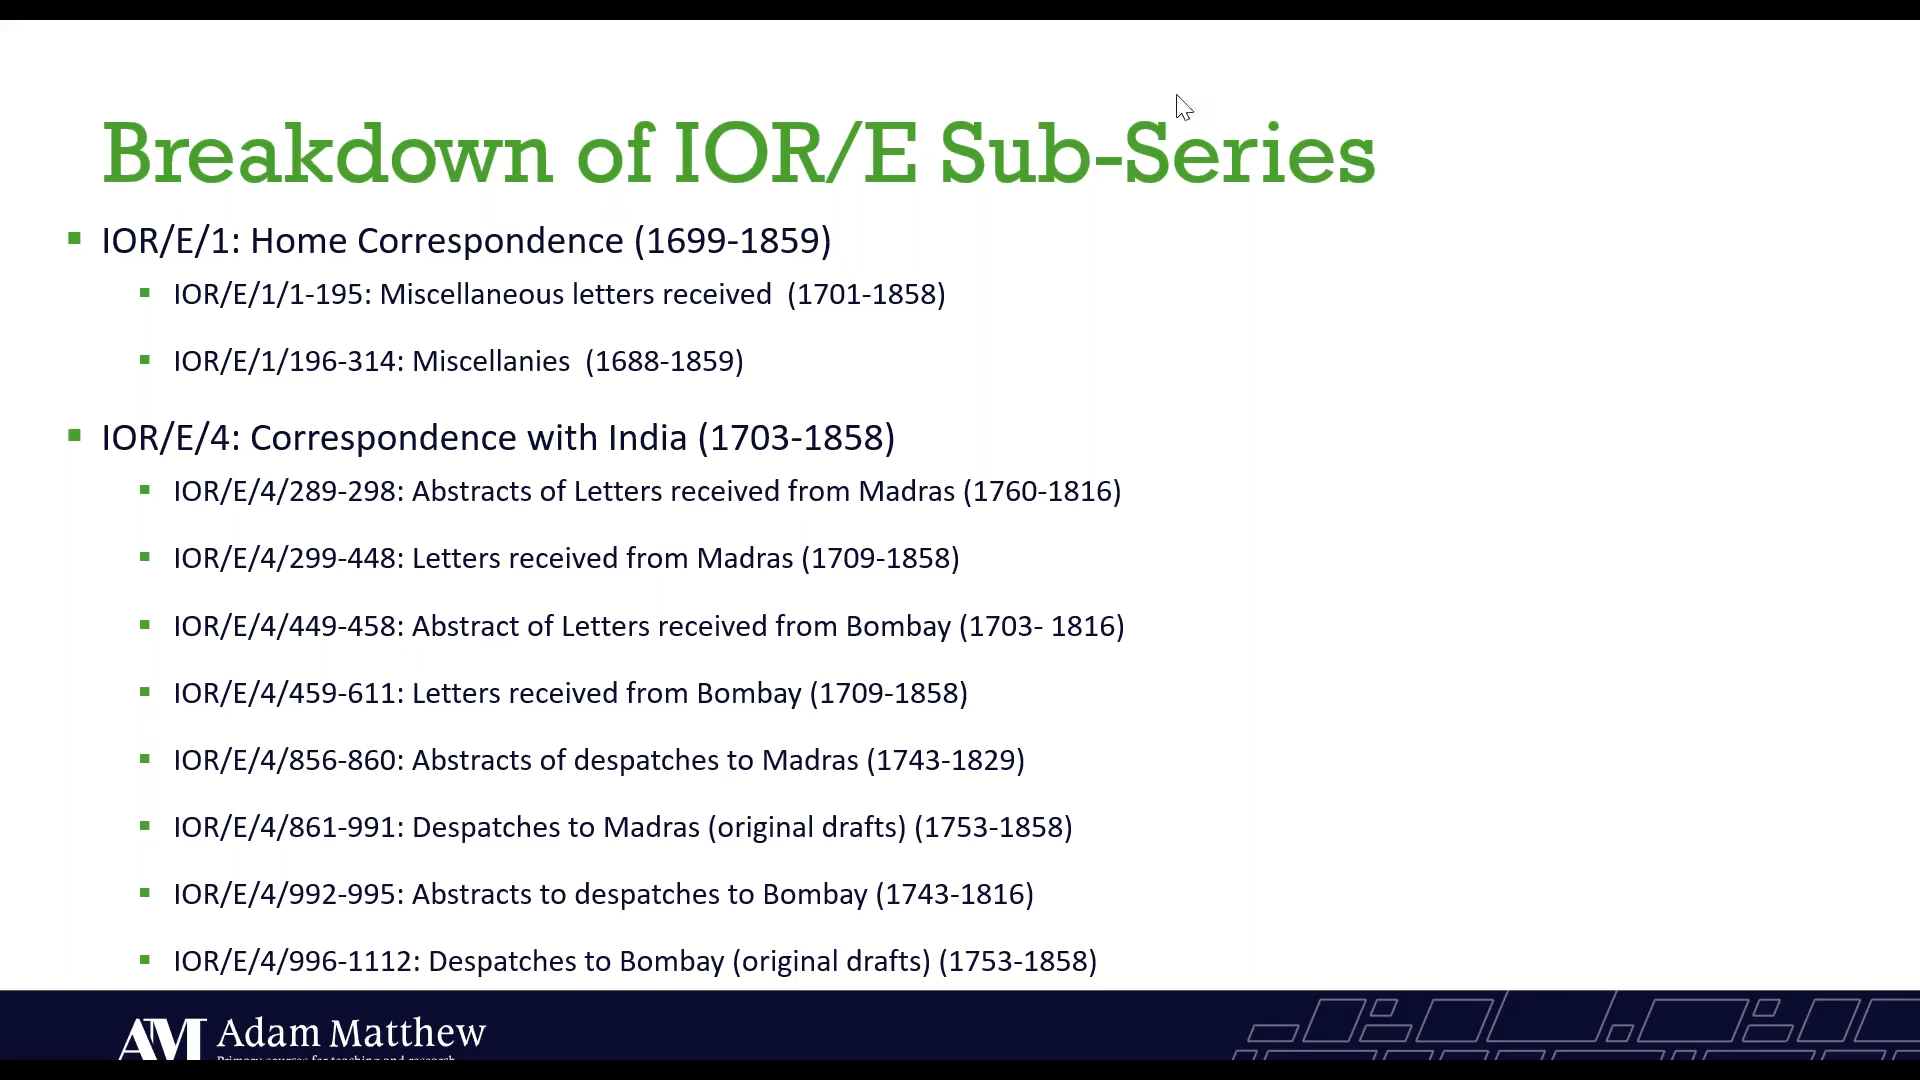 Breakdown of IOR/E Sub-Series
IOR/E/1: Home Correspondence (1699-1859)
IOR/E/1/1-195: Miscellaneous letters received (1701-1858)
IOR/E/1/196-314: Miscellanies (1688-1859)
IOR/E/4: Correspondence with India (1703-1858)
IOR/E/4/289-298: Abstracts of Letters received from Madras (1760-1816)
IOR/E/4/299-448: Letters received from Madras (1709-1858)
IOR/E/4/449-458: Abstract of Letters received from Bombay (1703- 1816)
IOR/E/4/459-611: Letters received from Bombay (1709-1858)
IOR/E/4/856-860: Abstracts of despatches to Madras (1743-1829)
IOR/E/4/861-991: Despatches to Madras (original drafts) (1753-1858)
IOR/E/4/992-995: Abstracts to despatches to Bombay (1743-1816)
IOR/E/4/996-1112: Despatches to Bombay (original drafts) (1753-1858)
AM Adam Matthew
Primary sources for teaching and research